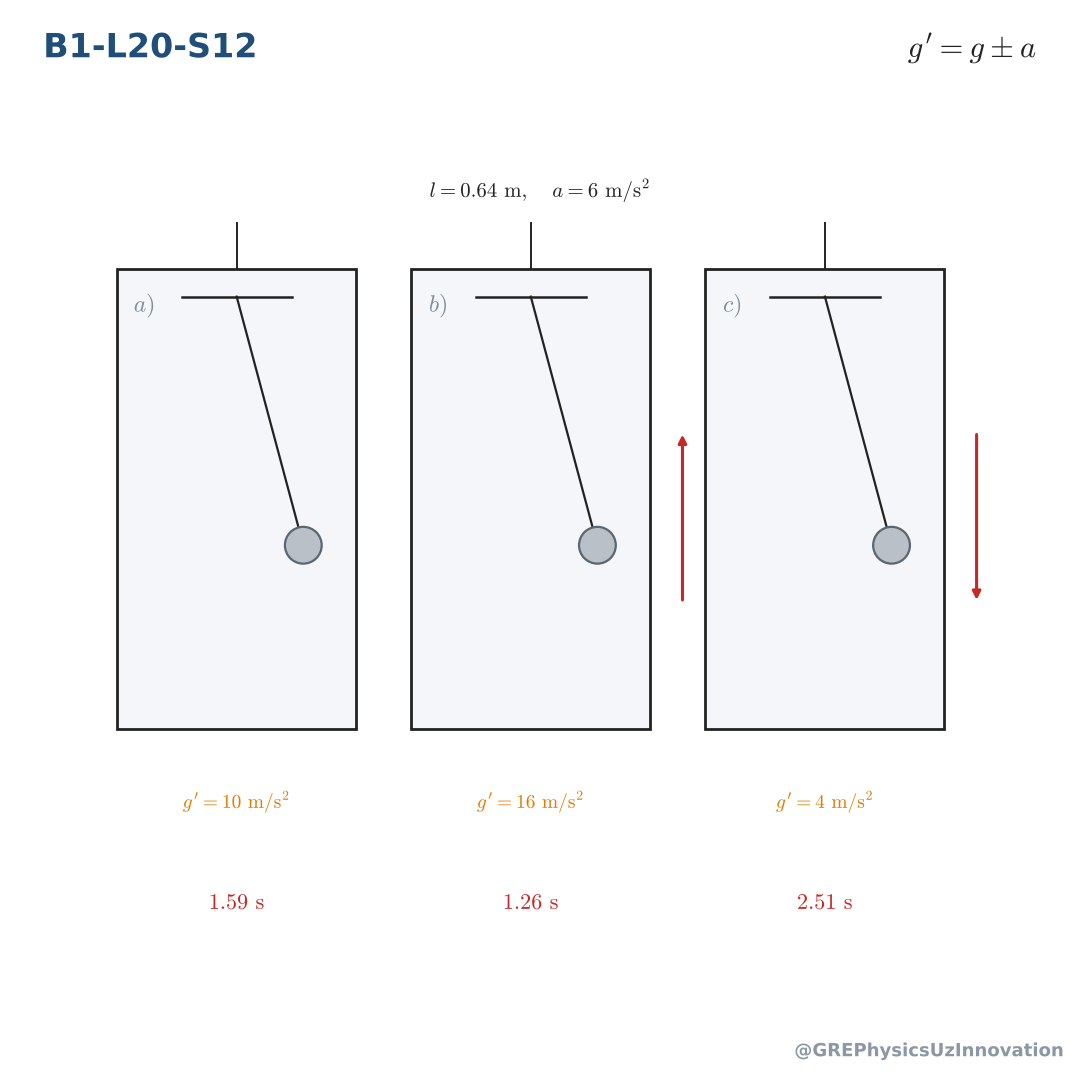 B1-L20-S12
g′ = g ± a
l = 0.64 m, a = 6 m/s²
a) b) c)
g′ = 10 m/s² g′ = 16 m/s² g′ = 4 m/s²
1.59 s 1.26 s 2.51 s
@GREPhysicsUzInnovation